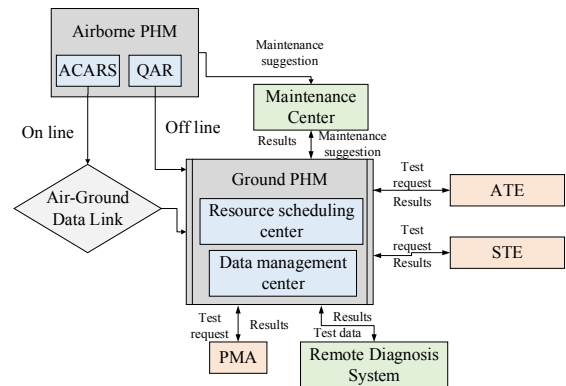 Airborne PHM
ACARS
QAR
Maintenance
suggestion
On line
Off line
Maintenance
Center
Results
Maintenance
suggestion
Air-Ground
Data Link
Ground PHM
Resource scheduling
center
Data management
center
Test
request
Results
ATE
Test
request
Results
STE
Test
request
Results
PMA
Results
Test data
Remote Diagnosis
System